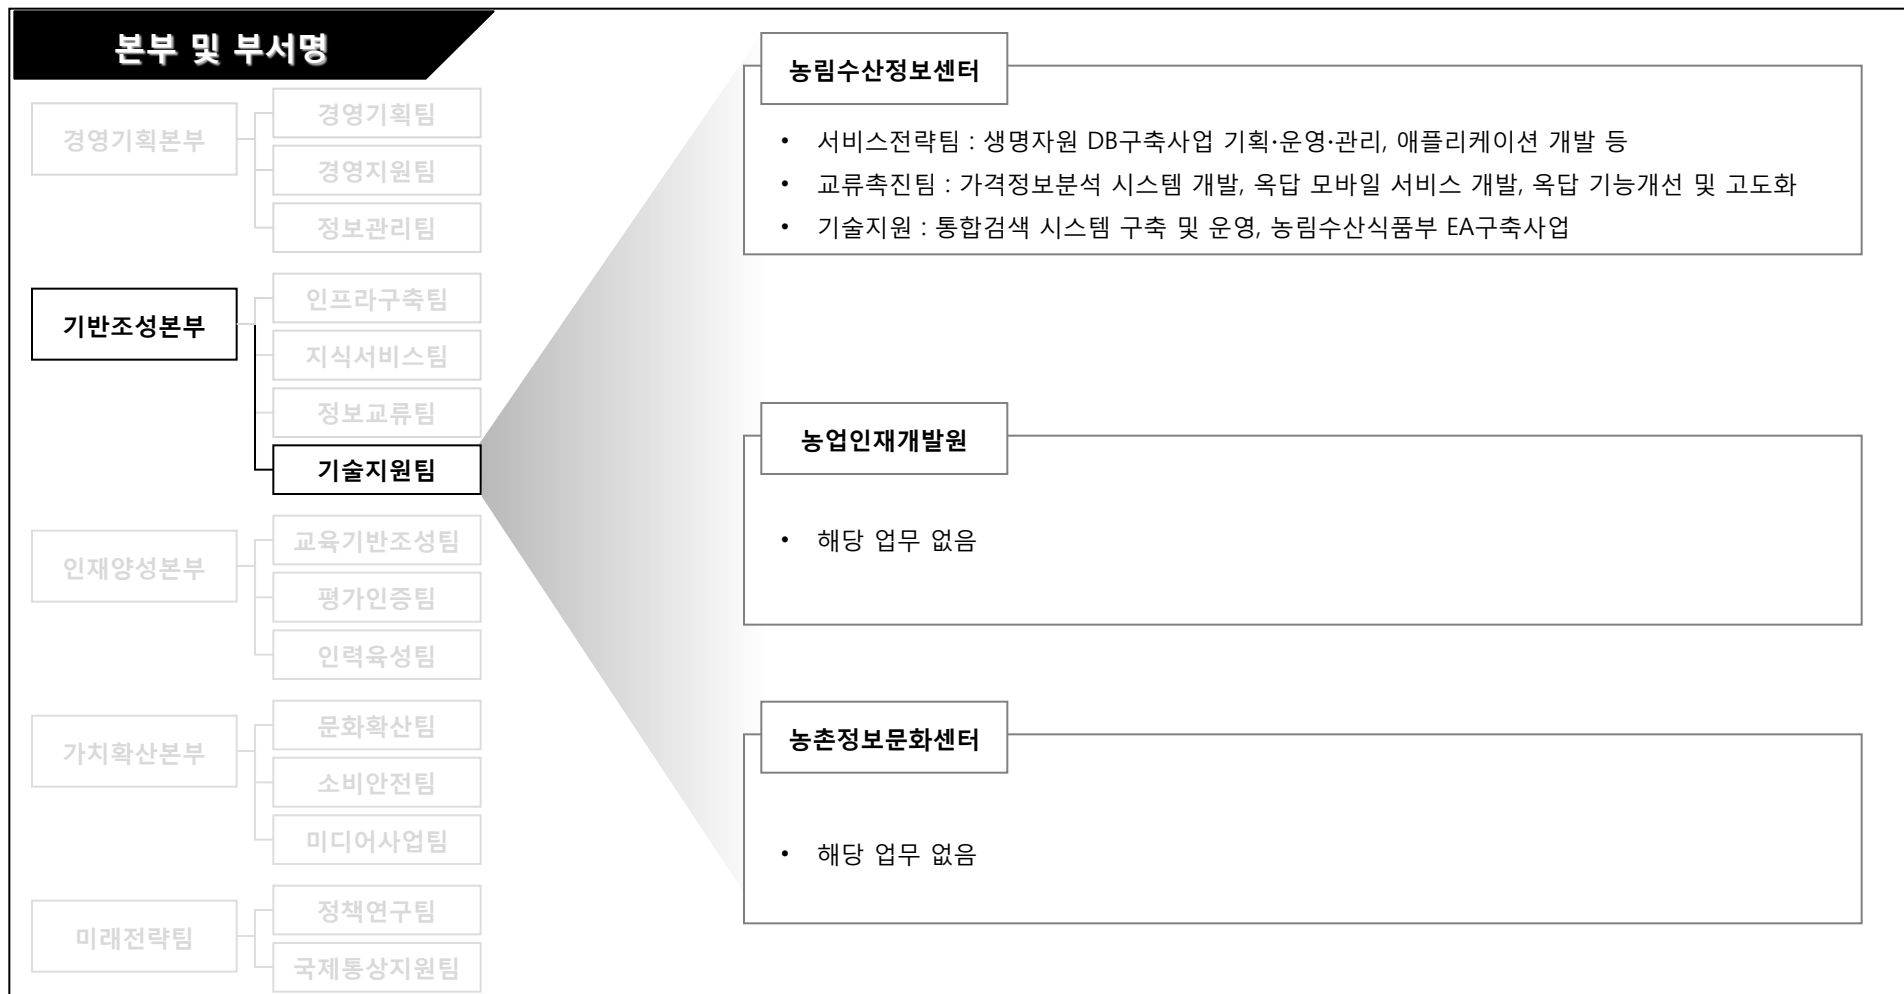 본부 및 부서명
경영기획본부
경영기획팀
경영지원팀
정보관리팀
기반조성본부
인프라구축팀
지식서비스팀
정보교류팀
기술지원팀
인재양성본부
교육기반조성팀
평가인증팀
인력육성팀
가치확산본부
문화확산팀
소비안전팀
미디어사업팀
미래전략팀
정책연구팀
국제통상지원팀
농림수산정보센터
• 서비스전략팀 : 생명자원 DB구축사업 기획·운영·관리, 애플리케이션 개발 등
• 교류촉진팀 : 가격정보분석 시스템 개발, 옥답 모바일 서비스 개발, 옥답 기능개선 및 고도화
• 기술지원 : 통합검색 시스템 구축 및 운영, 농림수산식품부 EA구축사업
농업인재개발원
• 해당 업무 없음
농촌정보문화센터
• 해당 업무 없음